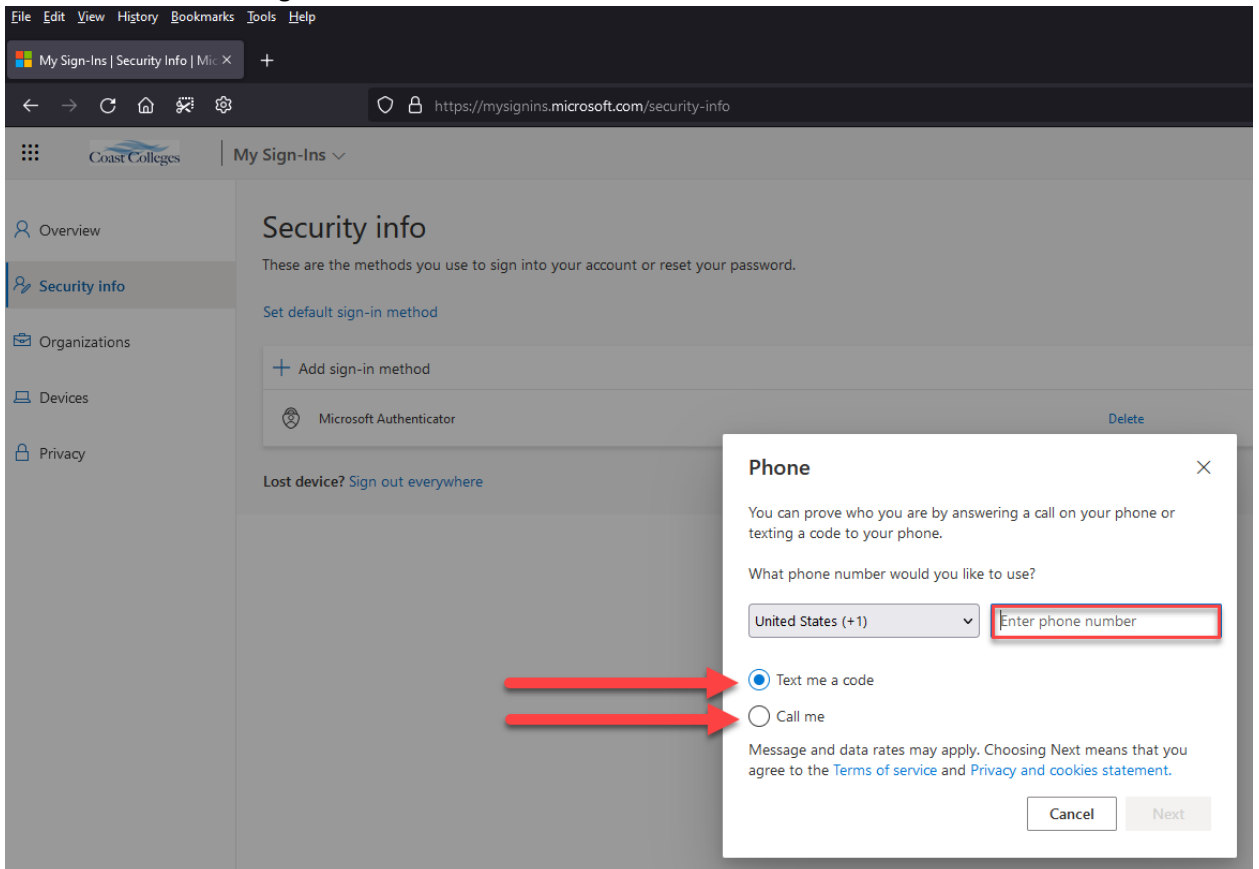 File Edit View History Bookmarks Tools Help
My Sign-Ins | Security Info | Mic
https://mysignins.microsoft.com/security-info
Coast Colleges
My Sign-Ins
Overview
Security info
Organizations
Devices
Privacy
Security info
These are the methods you use to sign into your account or reset your password.
Set default sign-in method
Add sign-in method
Microsoft Authenticator
Delete
Lost device? Sign out everywhere
Phone
You can prove who you are by answering a call on your phone or
texting a code to your phone.
What phone number would you like to use?
United States (+1)
Enter phone number
Text me a code
Call me
Message and data rates may apply. Choosing Next means that you
agree to the Terms of service and Privacy and cookies statement.
Cancel
Next